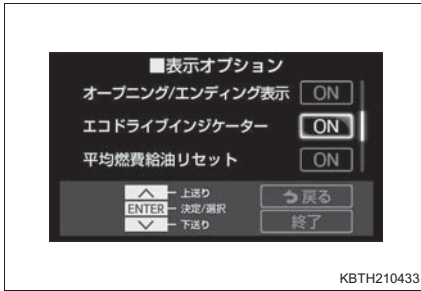 ■表示オプション
オープニング/エンディング表示 ON
エコドライブインジケーター ON
平均燃費給油リセット ON
上送り
ENTER 決定/選択
下送り
戻る
終了
KBTH210433